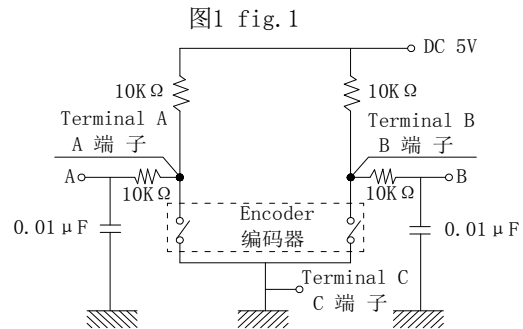 图1 fig.1
DC 5V
10KΩ
10KΩ
Terminal A
A 端 子
Terminal B
B 端 子
A
10KΩ
10KΩ
B
0.01μF
Encoder
编码器
0.01μF
Terminal C
C 端 子